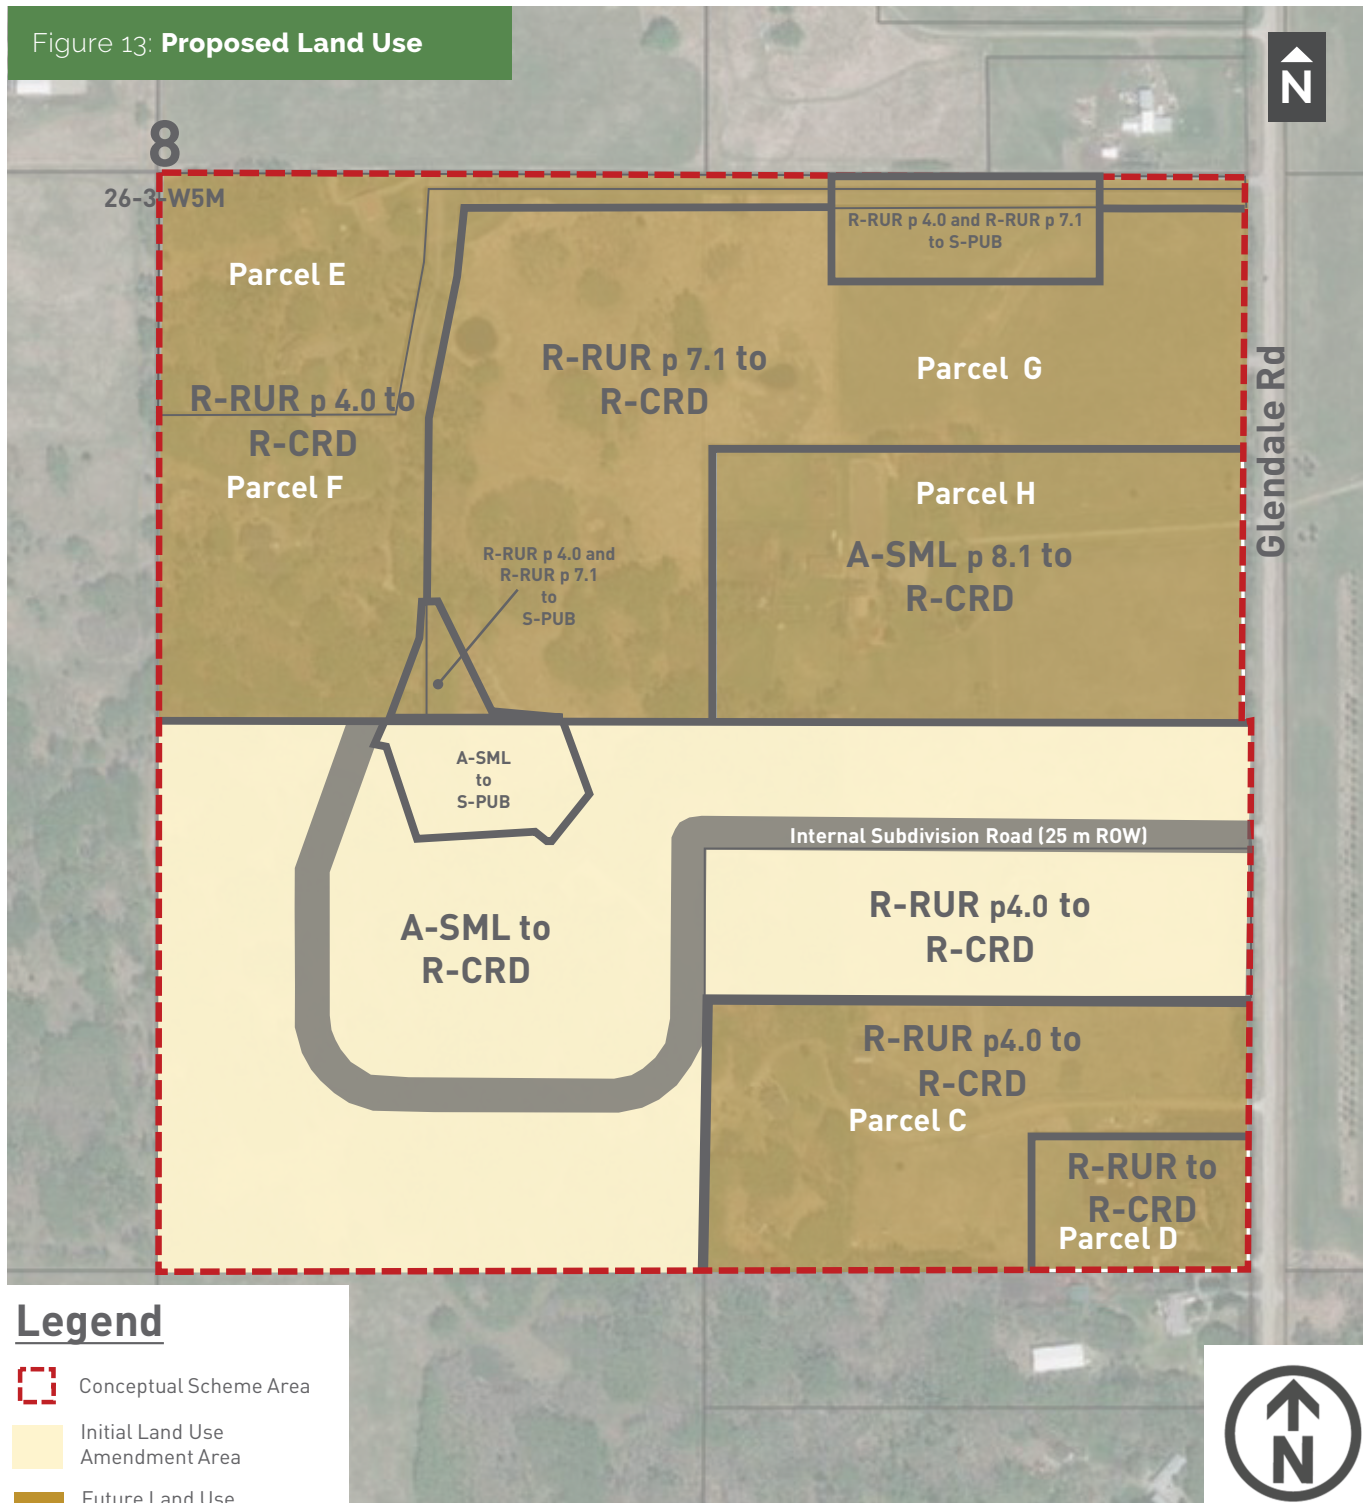 Figure 13: Proposed Land Use
N
8
26-3-W5M
R-RUR p 4.0 and R-RUR p 7.1
to S-PUB
Parcel E
R-RUR p 7.1 to
R-CRD
Parcel G
R-RUR p 4.0 to
R-CRD
Parcel F
Glendale Rd
Parcel H
A-SML p 8.1 to
R-CRD
R-RUR p 4.0 and
R-RUR p 7.1
to
S-PUB
A-SML
to
S-PUB
Internal Subdivision Road (25 m ROW)
A-SML to
R-CRD
R-RUR p4.0 to
R-CRD
R-RUR p4.0 to
R-CRD
Parcel C
R-RUR to
R-CRD
Parcel D
Legend
Conceptual Scheme Area
Initial Land Use
Amendment Area
Future Land Use
N